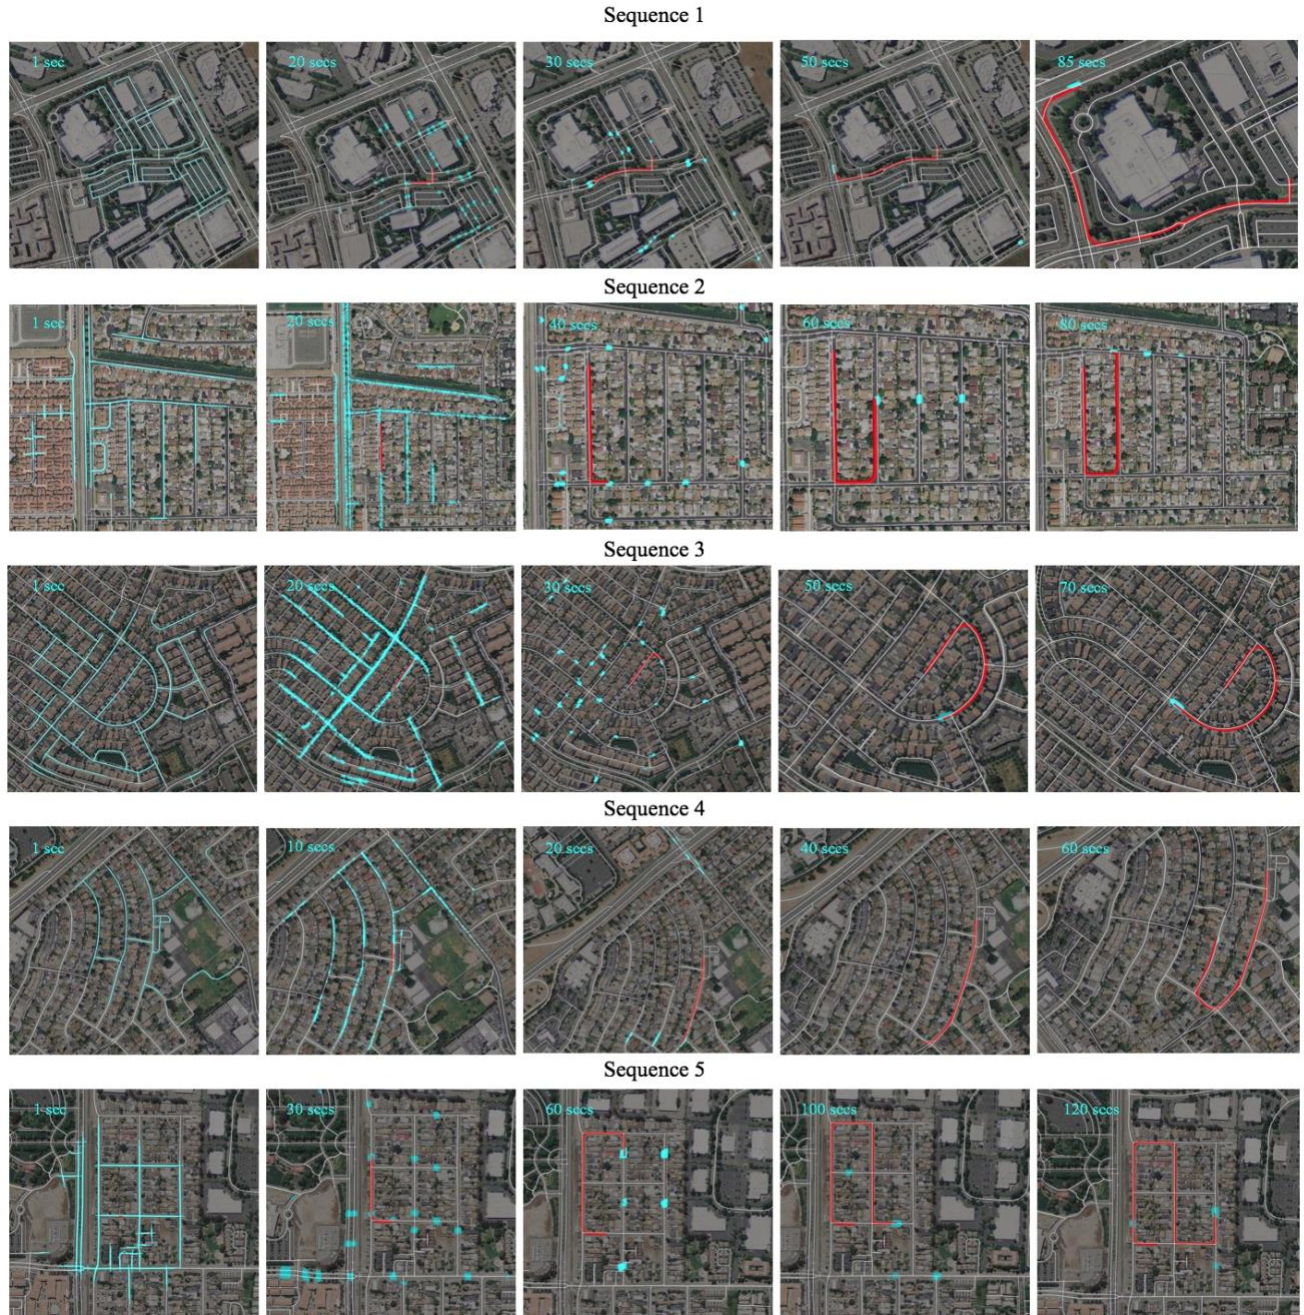 Sequence 1
1 sec
20 secs
30 secs
50 secs
85 secs
Sequence 2
1 sec
20 secs
40 secs
60 secs
80 secs
Sequence 3
1 sec
20 secs
30 secs
50 secs
70 secs
Sequence 4
1 sec
10 secs
20 secs
40 secs
60 secs
Sequence 5
1 sec
30 secs
60 secs
100 secs
120 secs